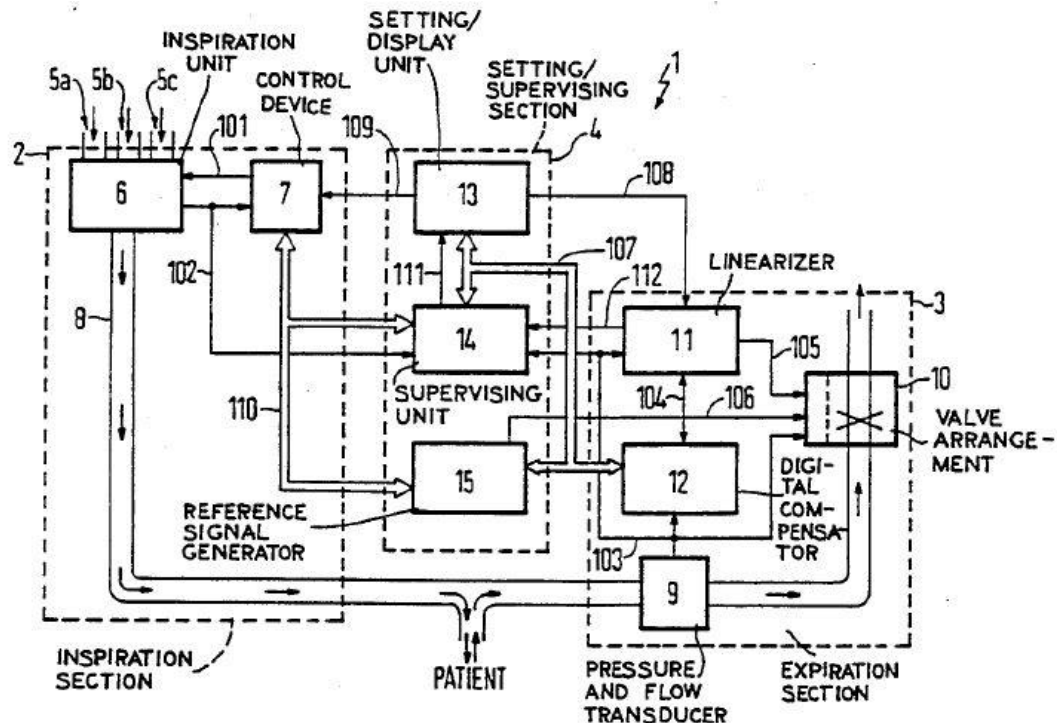 SETTING/
DISPLAY
UNIT
INSPIRATION
UNIT
CONTROL
DEVICE
SETTING/
SUPERVISING
SECTION
1
5a
5b
5c
101
109
4
2
6
7
13
108
102
111
107
112
LINEARIZER
3
8
14
11
105
10
SUPERVISING
UNIT
104
106
VALVE
ARRANGE-
MENT
110
15
12
DIGI-
TAL
COM-
PENSA-
TOR
REFERENCE
SIGNAL
GENERATOR
103
9
INSPIRATION
SECTION
PATIENT
PRESSURE
AND FLOW
TRANSDUCER
EXPIRATION
SECTION